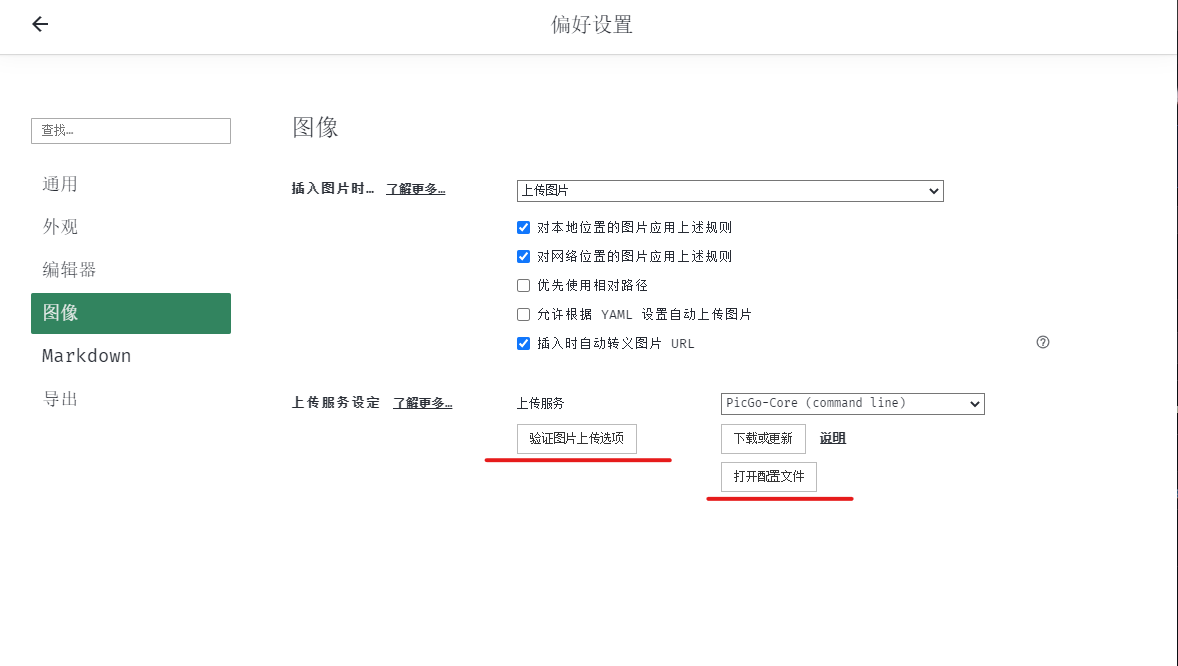 偏好设置
查找…
通用
外观
编辑器
图像
Markdown
导出
图像
插入图片时… 了解更多…
上传图片
对本地位置的图片应用上述规则
对网络位置的图片应用上述规则
优先使用相对路径
允许根据 YAML 设置自动上传图片
插入时自动转义图片 URL
上传服务设定 了解更多…
上传服务
PicGo-Core (command line)
验证图片上传选项
下载或更新 说明
打开配置文件